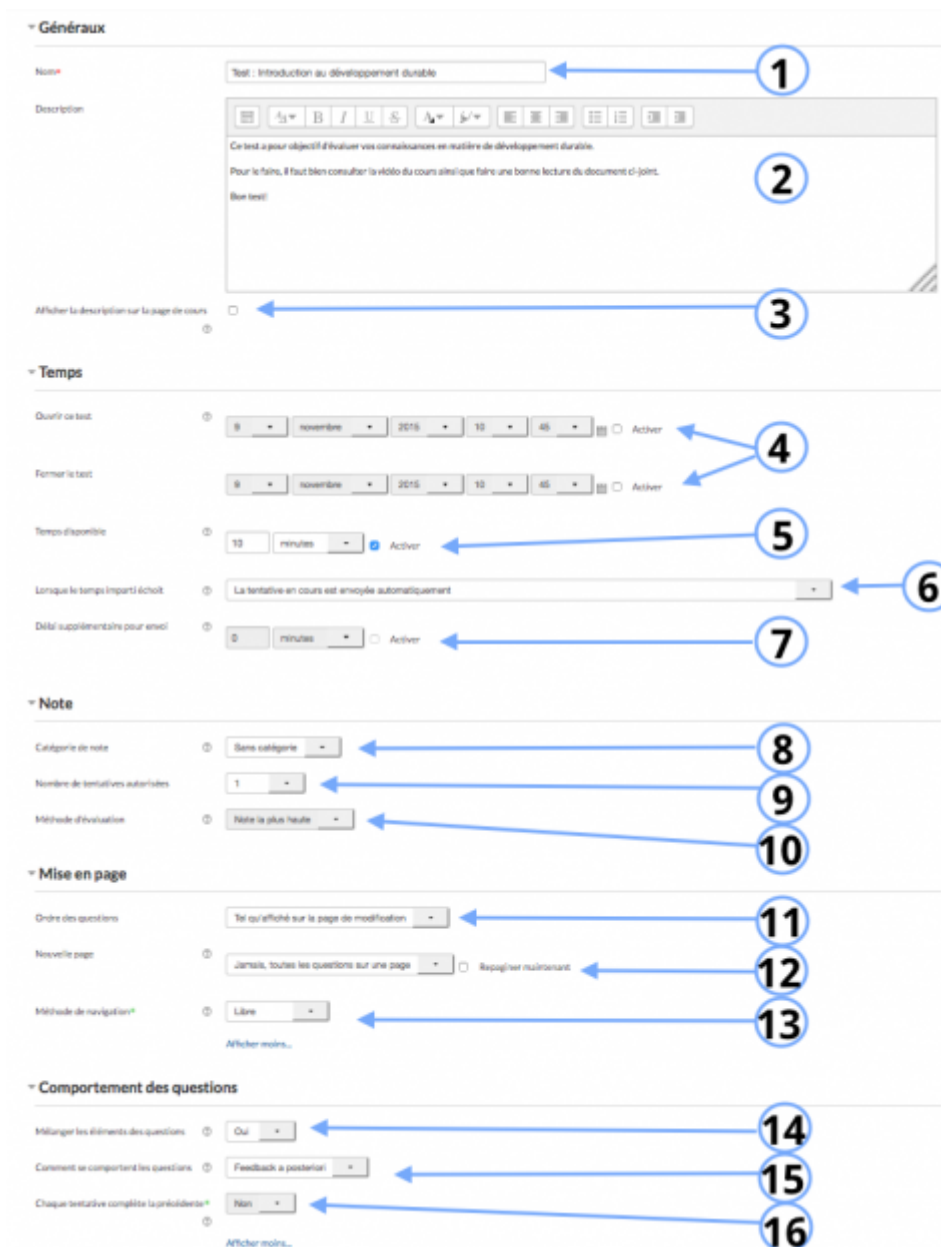 Généraux
Nom*
Test : Introduction au développement durable
1
Description
B I U S
Ce test a pour objectif d'évaluer vos connaissances en matière de développement durable.
Pour le faire, il faut bien consulter la vidéo du cours ainsi que faire une bonne lecture du document ci-joint.
2
Bon test!
Afficher la description sur la page de cours
3
Temps
Ouvrir ce test 9 novembre 2015 10 45 Activer
4
Fermer le test 9 novembre 2015 10 45 Activer
Temps disponible 10 minutes Activer
5
Lorsque le temps imparti échoit La tentative en cours est envoyée automatiquement
6
Délai supplémentaire pour envoi 0 minutes Activer
7
Note
Catégorie de note Sans catégorie
8
Nombre de tentatives autorisées 1
9
Méthode d'évaluation Note la plus haute
10
Mise en page
Ordre des questions Tel qu'affiché sur la page de modification
11
Nouvelle page Jamais, toutes les questions sur une page Repaginer maintenant
12
Méthode de navigation* Libre
13
Afficher moins...
Comportement des questions
Mélanger les éléments des questions Oui
14
Comment se comportent les questions Feedback a posteriori
15
Chaque tentative complète la précédente* Non
16
Afficher moins...